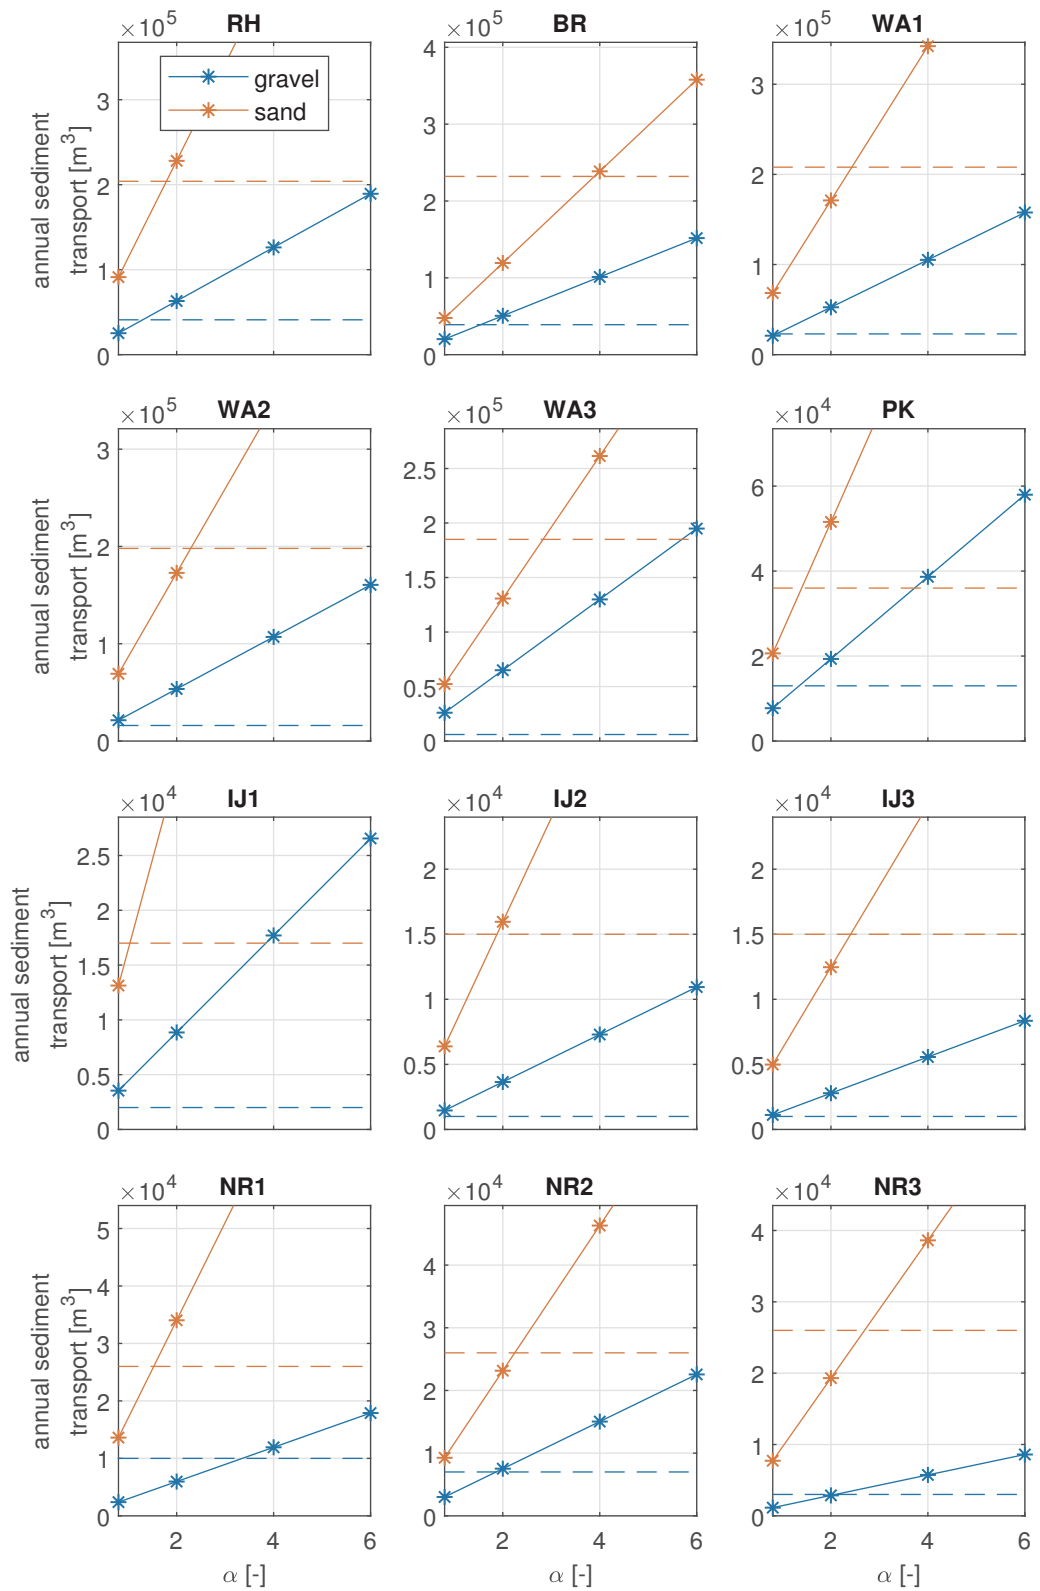 ×10^5 RH
×10^5 BR
×10^5 WA1
gravel
sand
annual sediment
transport [m^3]
3
2
1
0
4
3
2
1
0
3
2
1
0
×10^5 WA2
×10^5 WA3
×10^4 PK
annual sediment
transport [m^3]
3
2
1
0
2.5
2
1.5
1
0.5
0
6
4
2
0
×10^4 IJ1
×10^4 IJ2
×10^4 IJ3
annual sediment
transport [m^3]
2.5
2
1.5
1
0.5
0
2
1.5
1
0.5
0
2
1.5
1
0.5
0
×10^4 NR1
×10^4 NR2
×10^4 NR3
annual sediment
transport [m^3]
5
4
3
2
1
0
4
3
2
1
0
4
3
2
1
0
2 4 6
2 4 6
2 4 6
α [-]
α [-]
α [-]